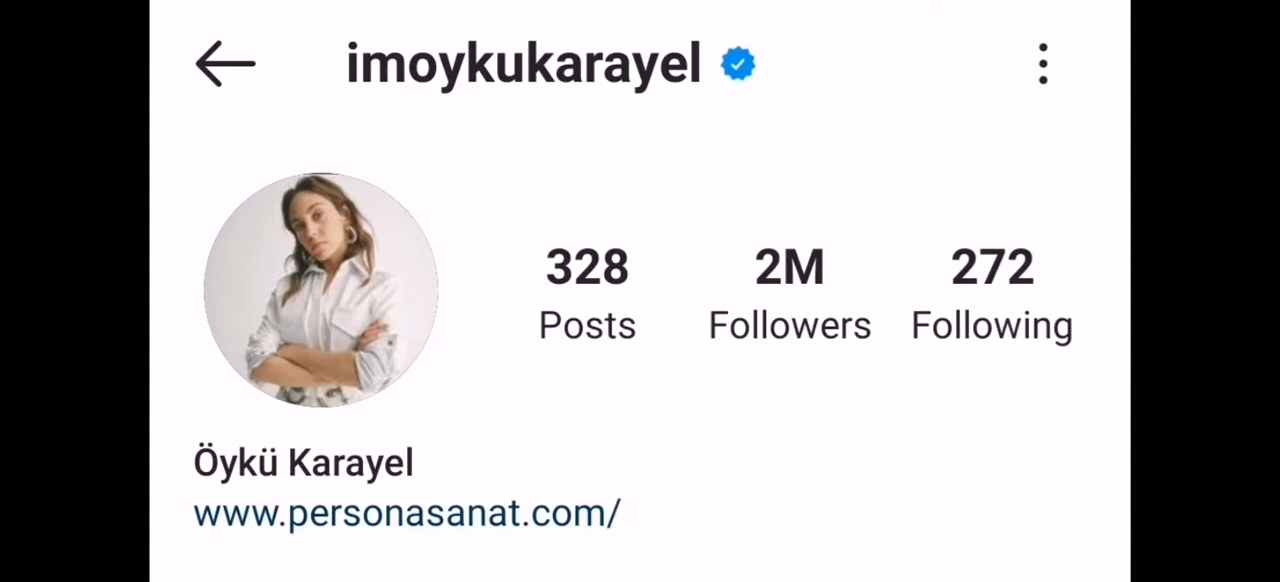 imoykukarayel
328 2M 272
Posts Followers Following
Öykü Karayel
www.personasanat.com/